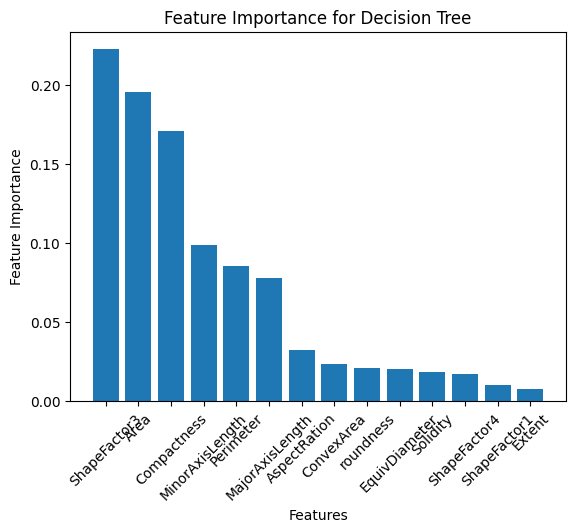 Feature Importance for Decision Tree
Feature Importance
0.20
0.15
0.10
0.05
0.00
ShapeFactor3
Area
Compactness
MinorAxisLength
Perimeter
MajorAxisLength
AspectRation
ConvexArea
roundness
EquivDiameter
Solidity
ShapeFactor4
ShapeFactor1
Extent
Features